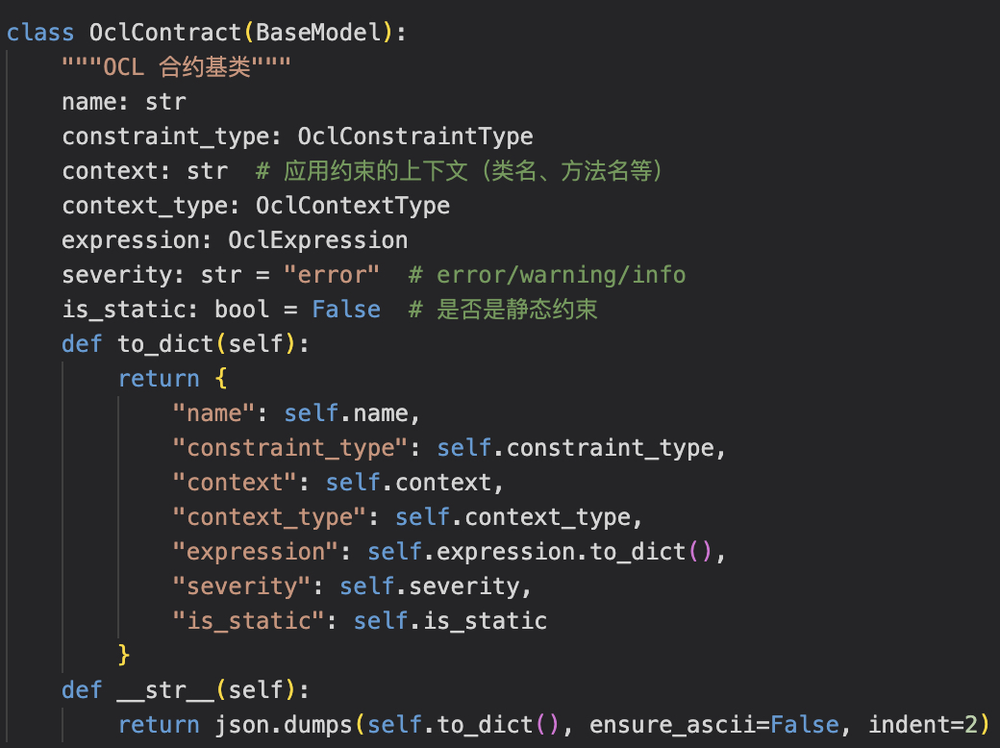 class OclContract(BaseModel):
    """OCL 合约基类"""
    name: str
    constraint_type: OclConstraintType
    context: str  # 应用约束的上下文（类名、方法名等）
    context_type: OclContextType
    expression: OclExpression
    severity: str = "error"  # error/warning/info
    is_static: bool = False  # 是否是静态约束
    def to_dict(self):
        return {
            "name": self.name,
            "constraint_type": self.constraint_type,
            "context": self.context,
            "context_type": self.context_type,
            "expression": self.expression.to_dict(),
            "severity": self.severity,
            "is_static": self.is_static
        }
    def __str__(self):
        return json.dumps(self.to_dict(), ensure_ascii=False, indent=2)